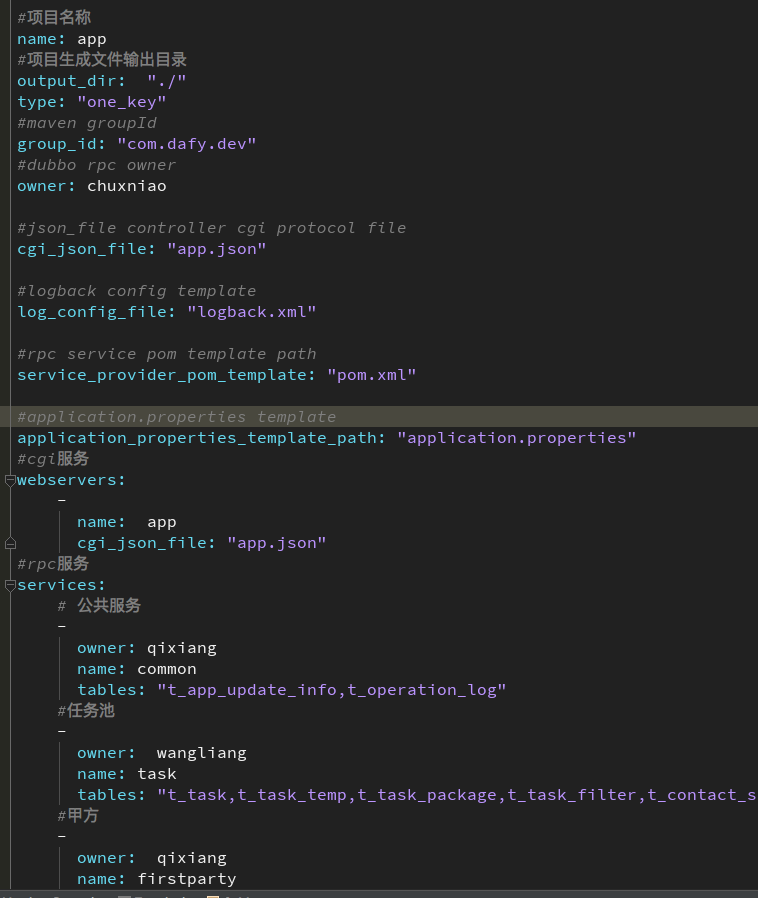 #项目名称
name: app
#项目生成文件输出目录
output_dir:  "./"
type: "one_key"
#maven groupId
group_id: "com.dafy.dev"
#dubbo rpc owner
owner: chuxniao
#json_file controller cgi protocol file
cgi_json_file: "app.json"
#logback config template
log_config_file: "logback.xml"
#rpc service pom template path
service_provider_pom_template: "pom.xml"
#application.properties template
application_properties_template_path: "application.properties"
#cgi服务
webservers:
-
name:  app
cgi_json_file: "app.json"
#rpc服务
services:
# 公共服务
-
owner: qixiang
name: common
tables: "t_app_update_info,t_operation_log"
#任务池
-
owner:  wangliang
name: task
tables: "t_task,t_task_temp,t_task_package,t_task_filter,t_contact_s
#甲方
-
owner:  qixiang
name: firstparty